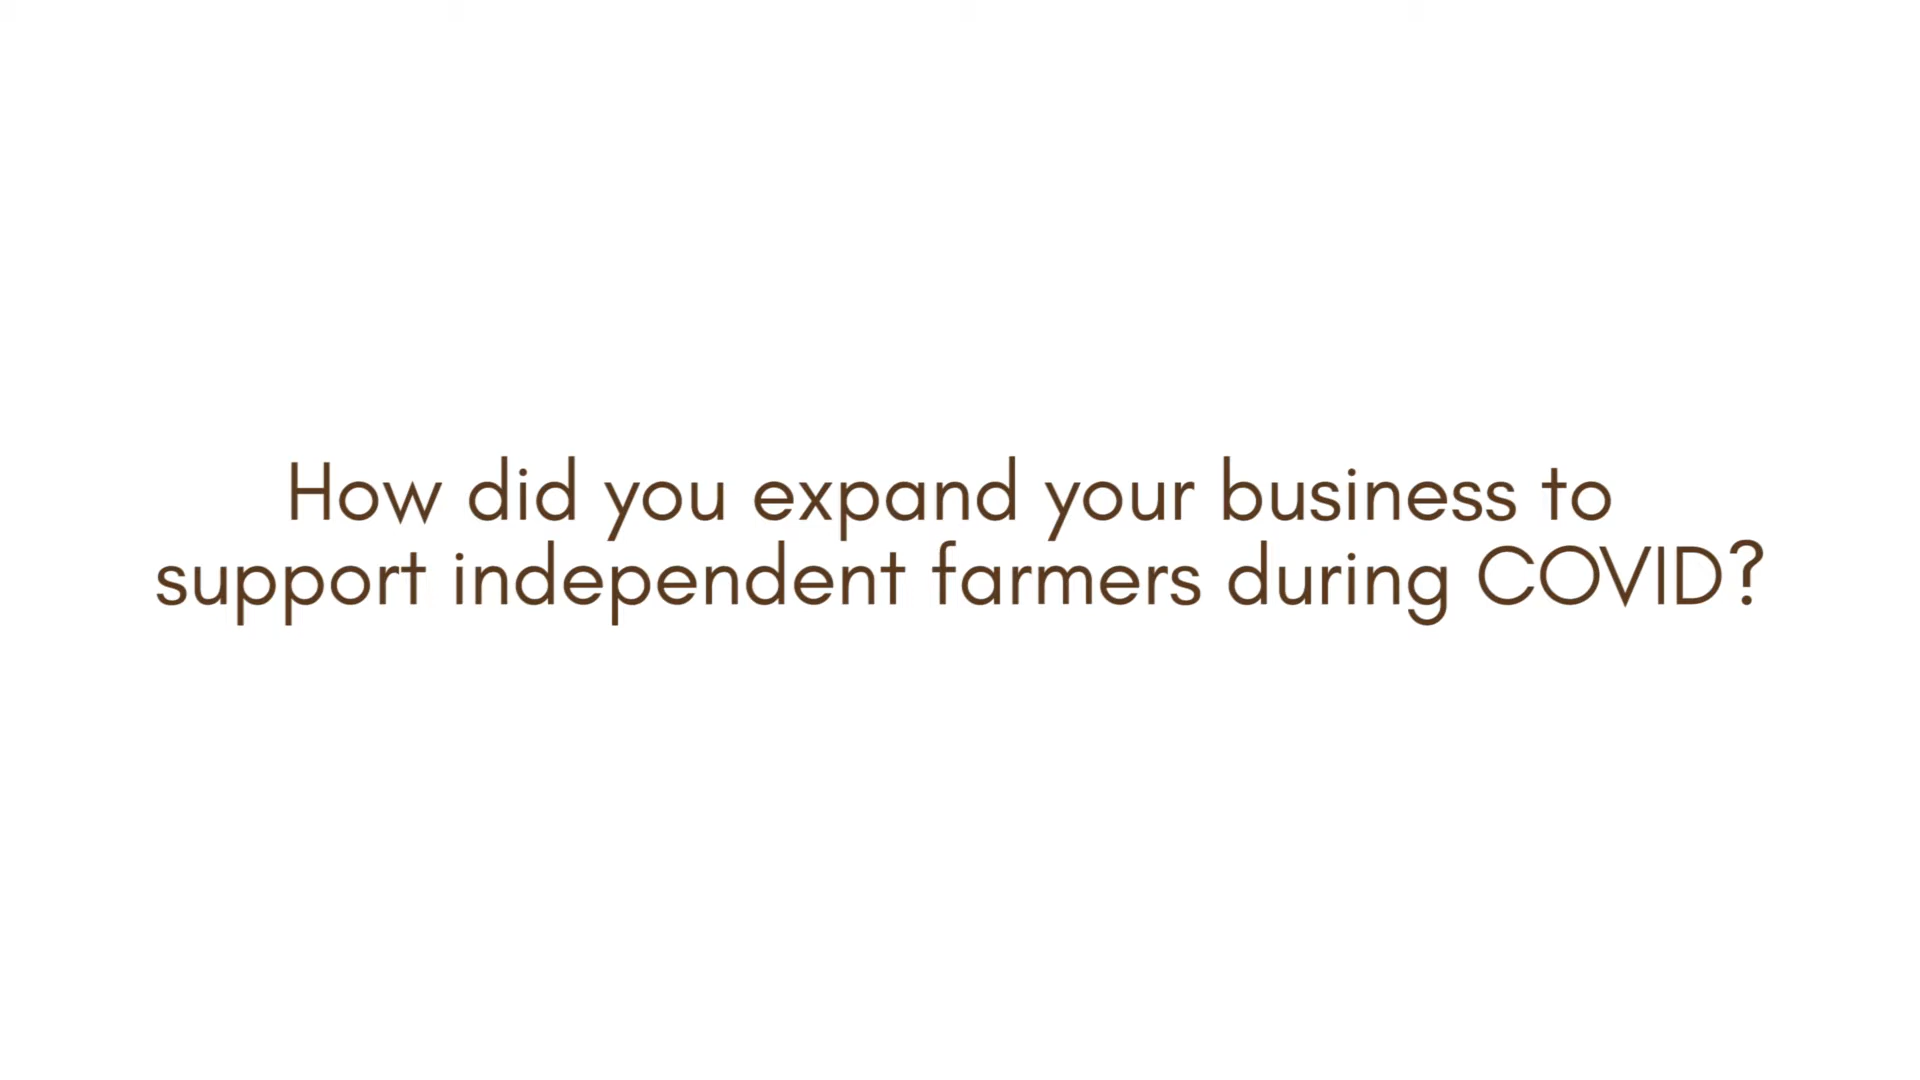 How did you expand your business to
support independent farmers during COVID?